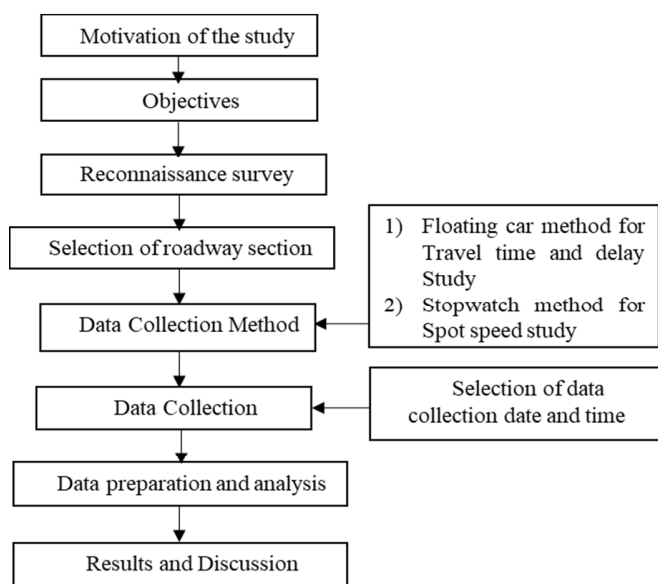 Motivation of the study
Objectives
Reconnaissance survey
Selection of roadway section
1) Floating car method for
Travel time and delay
Study
2) Stopwatch method for
Spot speed study
Data Collection Method
Data Collection
Selection of data
collection date and time
Data preparation and analysis
Results and Discussion